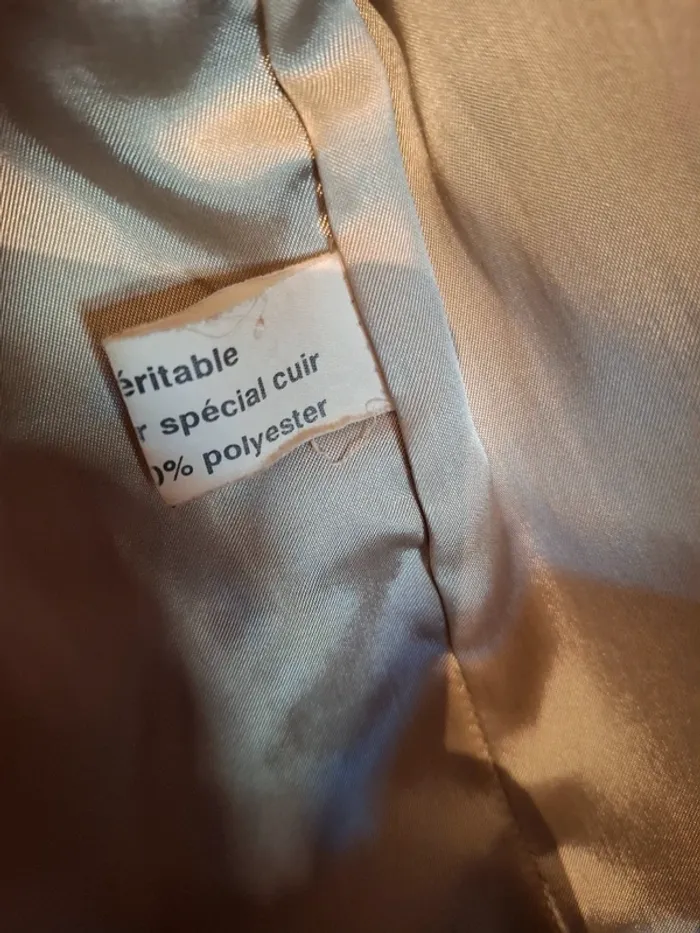 éritable
r spécial cuir
0% polyester